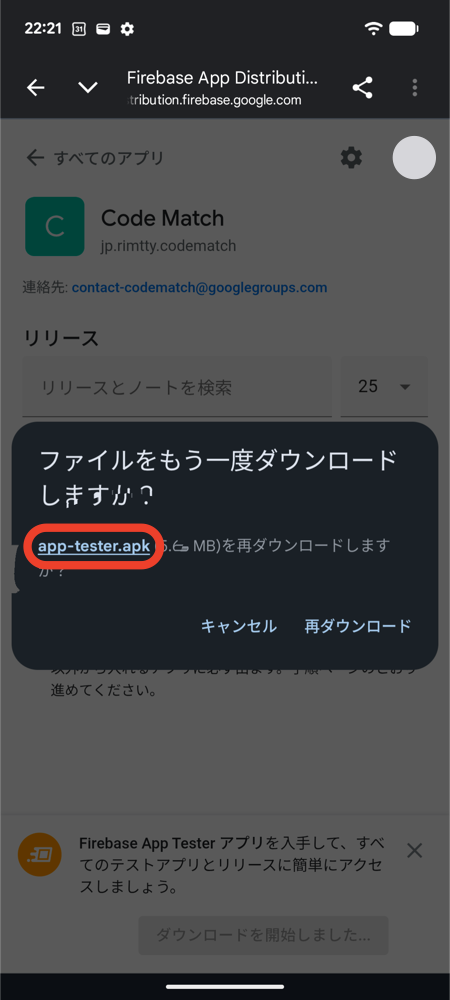 22:21
31
Firebase App Distributi...
tribution.firebase.google.com
すべてのアプリ
C
Code Match
jp.rimtty.codematch
連絡先: contact-codematch@googlegroups.com
リリース
リリースとノートを検索
25
ファイルをもう一度ダウンロード
しますか？
app-tester.apk MB)を再ダウンロードします
か？
キャンセル 再ダウンロード
進めてください。
Firebase App Tester アプリを入手して、すべ
てのテストアプリとリリースに簡単にアクセ
スしましょう。
ダウンロードを開始しました...